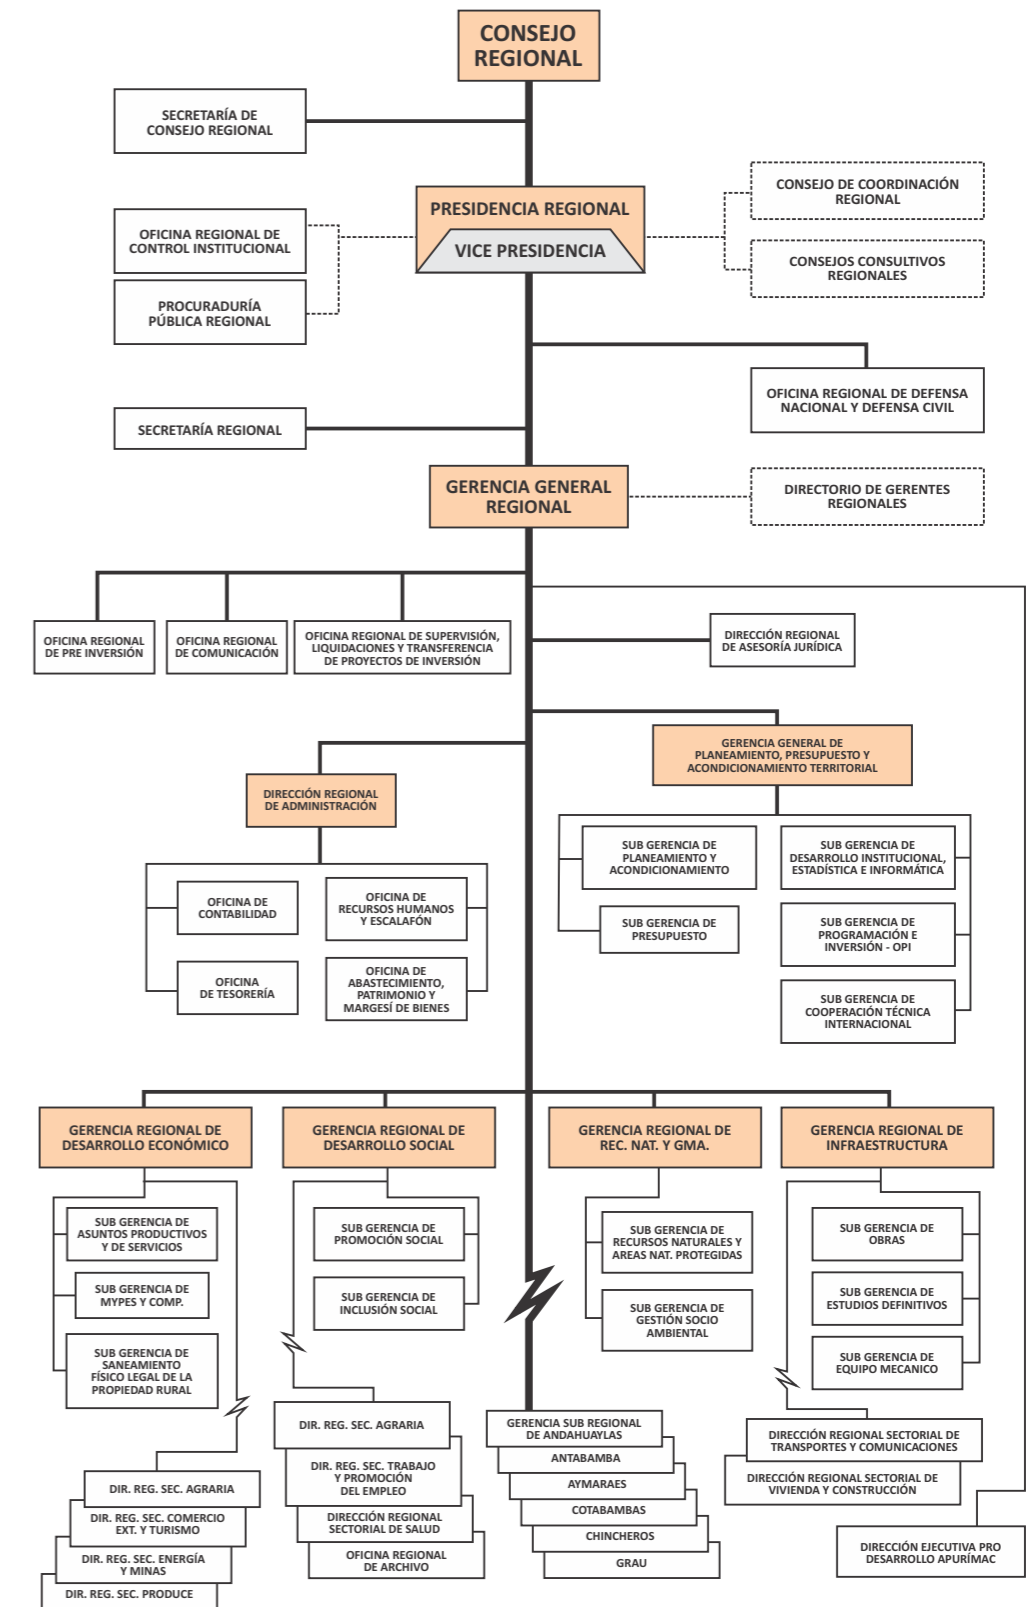 CONSEJO
REGIONAL
SECRETARÍA DE
CONSEJO REGIONAL
PRESIDENCIA REGIONAL
VICE PRESIDENCIA
OFICINA REGIONAL DE
CONTROL INSTITUCIONAL
PROCURADURÍA
PÚBLICA REGIONAL
CONSEJO DE COORDINACIÓN
REGIONAL
CONSEJOS CONSULTIVOS
REGIONALES
OFICINA REGIONAL DE DEFENSA
NACIONAL Y DEFENSA CIVIL
SECRETARÍA REGIONAL
GERENCIA GENERAL
REGIONAL
DIRECTORIO DE GERENTES
REGIONALES
OFICINA REGIONAL
DE PRE INVERSIÓN
OFICINA REGIONAL
DE COMUNICACIÓN
OFICINA REGIONAL DE SUPERVISIÓN,
LIQUIDACIONES Y TRANSFERENCIA
DE PROYECTOS DE INVERSIÓN
DIRECCIÓN REGIONAL
DE ASESORÍA JURÍDICA
GERENCIA GENERAL DE
PLANEAMIENTO, PRESUPUESTO Y
ACONDICIONAMIENTO TERRITORIAL
DIRECCIÓN REGIONAL
DE ADMINISTRACIÓN
OFICINA DE
CONTABILIDAD
OFICINA DE
RECURSOS HUMANOS
Y ESCALAFÓN
OFICINA
DE TESORERÍA
OFICINA DE
ABASTECIMIENTO,
PATRIMONIO Y
MARGESÍ DE BIENES
SUB GERENCIA DE
PLANEAMIENTO Y
ACONDICIONAMIENTO
SUB GERENCIA DE
DESARROLLO INSTITUCIONAL,
ESTADÍSTICA E INFORMÁTICA
SUB GERENCIA DE
PRESUPUESTO
SUB GERENCIA DE
PROGRAMACIÓN E
INVERSIÓN - OPI
SUB GERENCIA DE
COOPERACIÓN TÉCNICA
INTERNACIONAL
GERENCIA REGIONAL DE
DESARROLLO ECONÓMICO
GERENCIA REGIONAL DE
DESARROLLO SOCIAL
GERENCIA REGIONAL DE
REC. NAT. Y GMA.
GERENCIA REGIONAL DE
INFRAESTRUCTURA
SUB GERENCIA DE
ASUNTOS PRODUCTIVOS
Y DE SERVICIOS
SUB GERENCIA DE
MYPES Y COMP.
SUB GERENCIA DE
SANEAMIENTO
FÍSICO LEGAL DE LA
PROPIEDAD RURAL
SUB GERENCIA DE
PROMOCIÓN SOCIAL
SUB GERENCIA DE
INCLUSIÓN SOCIAL
SUB GERENCIA DE
RECURSOS NATURALES Y
AREAS NAT. PROTEGIDAS
SUB GERENCIA DE
GESTIÓN SOCIO
AMBIENTAL
SUB GERENCIA DE
OBRAS
SUB GERENCIA DE
ESTUDIOS DEFINITIVOS
SUB GERENCIA DE
EQUIPO MECANICO
DIR. REG. SEC. AGRARIA
DIR. REG. SEC. COMERCIO
EXT. Y TURISMO
DIR. REG. SEC. ENERGÍA
Y MINAS
DIR. REG. SEC. PRODUCE
DIR. REG. SEC. AGRARIA
DIR. REG. SEC. TRABAJO
Y PROMOCIÓN
DEL EMPLEO
DIRECCIÓN REGIONAL
SECTORIAL DE SALUD
OFICINA REGIONAL
DE ARCHIVO
GERENCIA SUB REGIONAL
DE ANDAHUAYLAS
ANTABAMBA
AYMARAES
COTABAMBAS
CHINCHEROS
GRAU
DIRECCIÓN REGIONAL SECTORIAL DE
TRANSPORTES Y COMUNICACIONES
DIRECCIÓN REGIONAL SECTORIAL DE
VIVIENDA Y CONSTRUCCIÓN
DIRECCIÓN EJECUTIVA PRO
DESARROLLO APURÍMAC